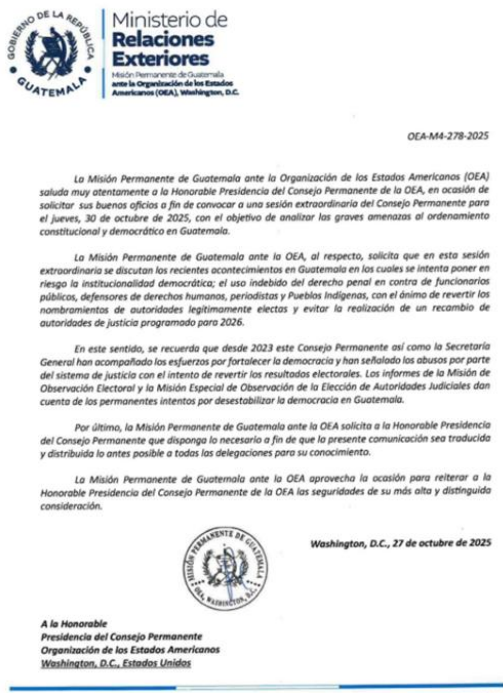 GOBIERNO DE LA REPÚBLICA
GUATEMALA
Ministerio de
Relaciones
Exteriores
Misión Permanente de Guatemala
ante la Organización de los Estados
Americanos (OEA), Washington, D.C.
OEA-M4-278-2025
La Misión Permanente de Guatemala ante la Organización de los Estados Americanos (OEA)
saluda muy atentamente a la Honorable Presidencia del Consejo Permanente de la OEA, en ocasión de
solicitar sus buenos oficios a fin de convocar a una sesión extraordinaria del Consejo Permanente para
el jueves, 30 de octubre de 2025, con el objetivo de analizar las graves amenazas al ordenamiento
constitucional y democrático en Guatemala.
La Misión Permanente de Guatemala ante la OEA, al respecto, solicita que en esta sesión
extraordinaria se discutan los recientes acontecimientos en Guatemala en los cuales se intenta poner en
riesgo la institucionalidad democrática; el uso indebido del derecho penal en contra de funcionarios
públicos, defensores de derechos humanos, periodistas y Pueblos Indígenas, con el ánimo de revertir los
nombramientos de autoridades legítimamente electas y evitar la realización de un recambio de
autoridades de justicia programado para 2026.
En este sentido, se recuerda que desde 2023 este Consejo Permanente así como la Secretaría
General han acompañado los esfuerzos por fortalecer la democracia y han señalado los abusos por parte
del sistema de justicia con el intento de revertir los resultados electorales. Los informes de la Misión de
Observación Electoral y la Misión Especial de Observación de la Elección de Autoridades Judiciales dan
cuenta de los permanentes intentos por desestabilizar la democracia en Guatemala.
Por último, la Misión Permanente de Guatemala ante la OEA solicita a la Honorable Presidencia
del Consejo Permanente que disponga lo necesario a fin de que la presente comunicación sea traducida
y distribuida lo antes posible a todas las delegaciones para su conocimiento.
La Misión Permanente de Guatemala ante la OEA aprovecha la ocasión para reiterar a la
Honorable Presidencia del Consejo Permanente de la OEA las seguridades de su más alta y distinguida
consideración.
MISIÓN PERMANENTE DE GUATEMALA
OEA, WASHINGTON, D.C.
Washington, D.C., 27 de octubre de 2025
A la Honorable
Presidencia del Consejo Permanente
Organización de los Estados Americanos
Washington, D.C., Estados Unidos